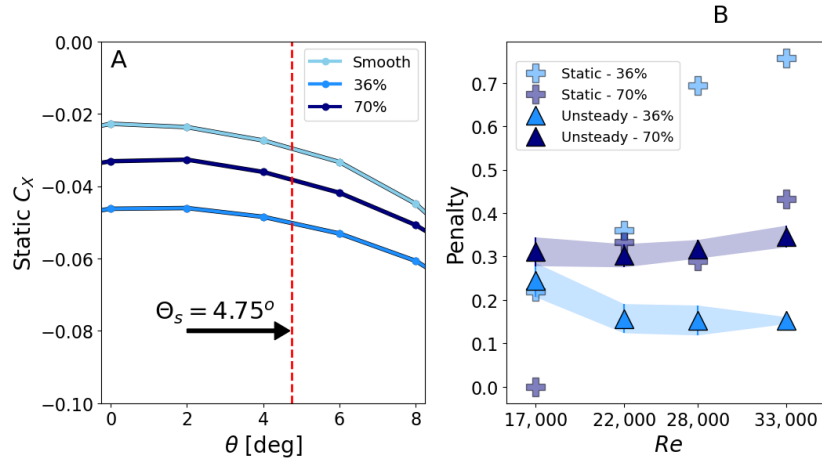 A
B
Smooth
36%
70%
Static C_X
0.00
−0.02
−0.04
−0.06
−0.08
−0.10
Θ_s = 4.75°
0 2 4 6 8
θ [deg]
Static - 36%
Static - 70%
Unsteady - 36%
Unsteady - 70%
Penalty
0.7
0.6
0.5
0.4
0.3
0.2
0.1
0.0
17,000 22,000 28,000 33,000
Re